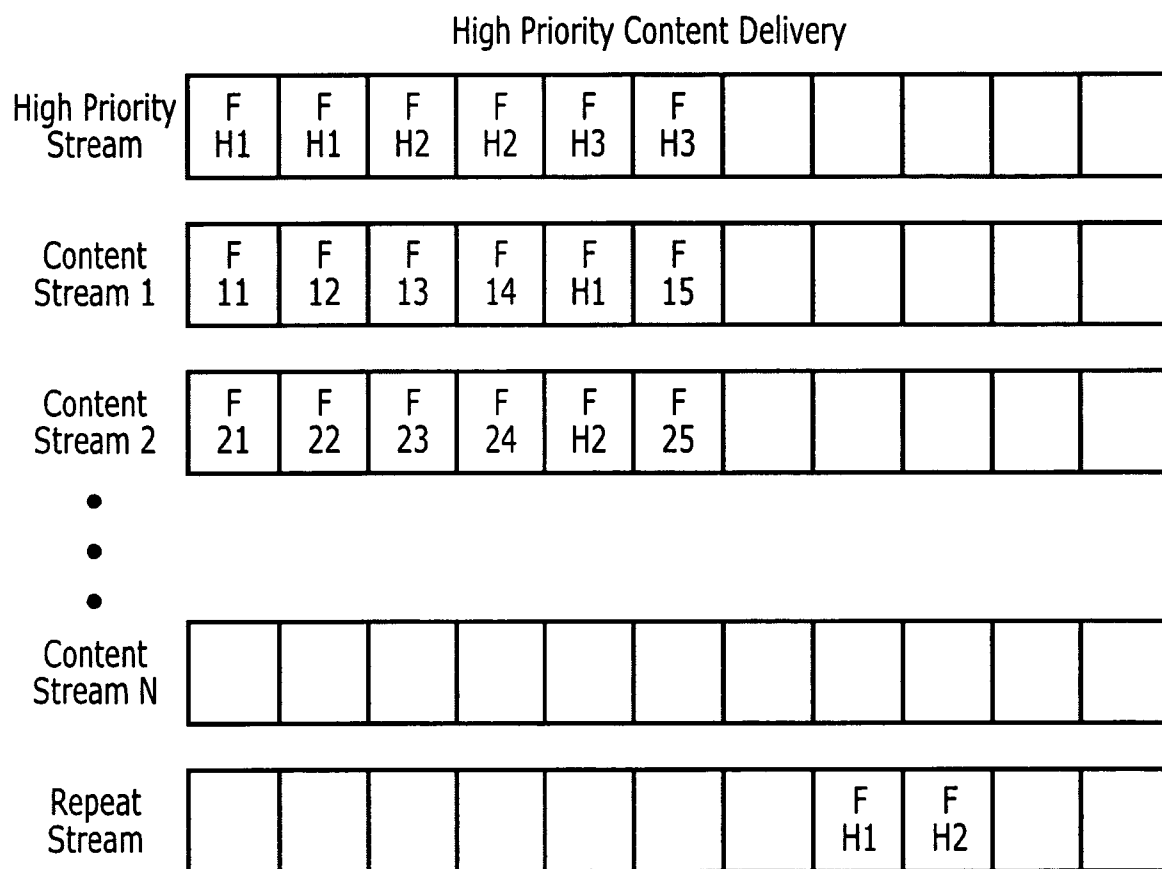 High Priority Content Delivery
High Priority
Stream
F F F F F F
H1 H1 H2 H2 H3 H3
Content
Stream 1
F F F F F F
11 12 13 14 H1 15
Content
Stream 2
F F F F F F
21 22 23 24 H2 25
Content
Stream N
Repeat
Stream
F F
H1 H2